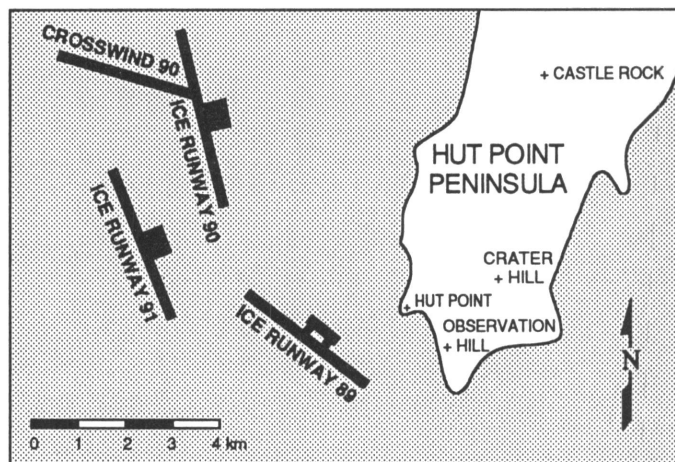 CROSSWIND 90
ICE RUNWAY 90
+ CASTLE ROCK
HUT POINT
PENINSULA
ICE RUNWAY 91
CRATER
+ HILL
+ HUT POINT
OBSERVATION
+ HILL
ICE RUNWAY 89
N
0 1 2 3 4 km